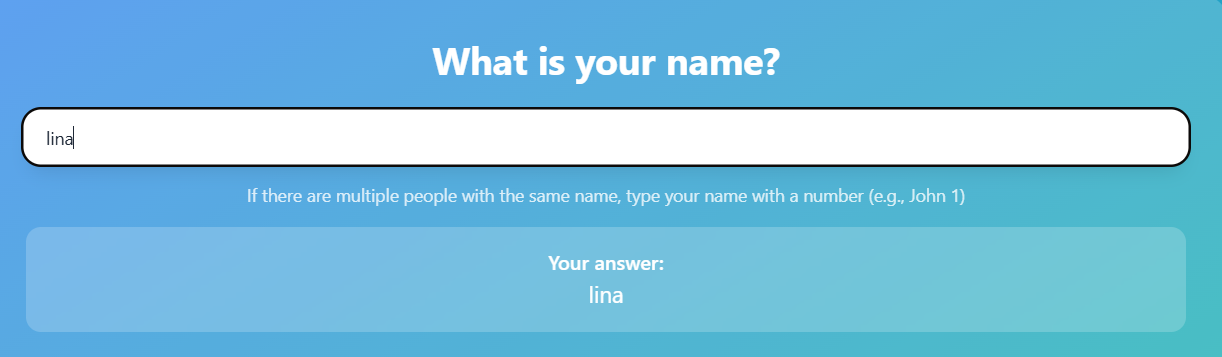 What is your name?
lina
If there are multiple people with the same name, type your name with a number (e.g., John 1)
Your answer:
lina